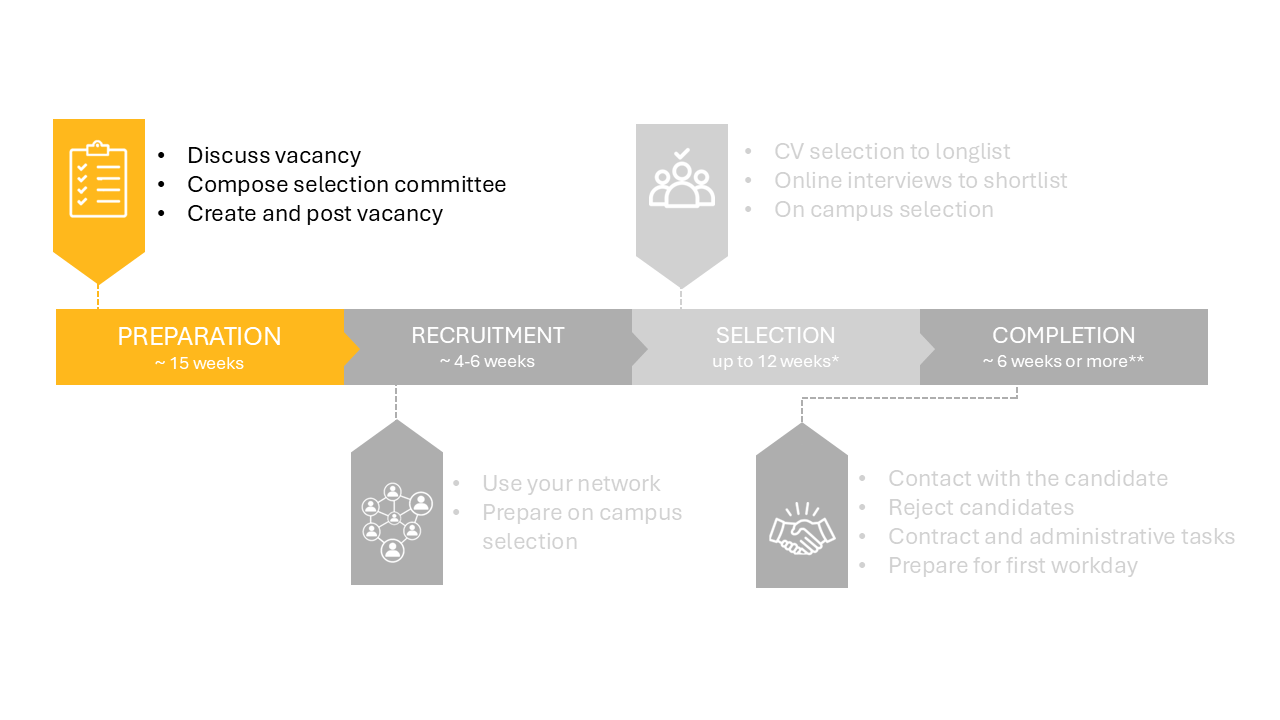 • Discuss vacancy
• Compose selection committee
• Create and post vacancy
• CV selection to longlist
• Online interviews to shortlist
• On campus selection
PREPARATION
~ 15 weeks
RECRUITMENT
~ 4-6 weeks
SELECTION
up to 12 weeks*
COMPLETION
~ 6 weeks or more**
• Use your network
• Prepare on campus
selection
• Contact with the candidate
• Reject candidates
• Contract and administrative tasks
• Prepare for first workday